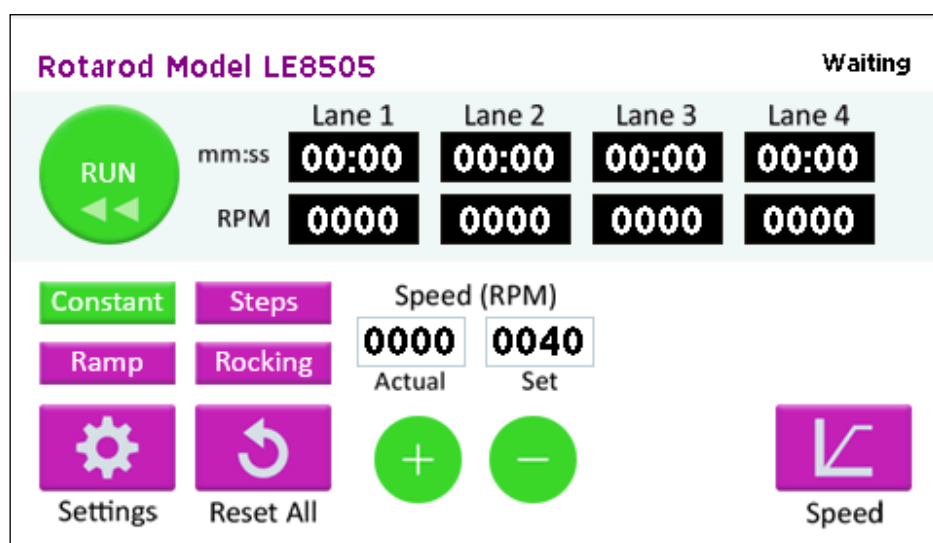 Rotarod Model LE8505 Waiting
Lane 1 Lane 2 Lane 3 Lane 4
RUN
mm:ss 00:00 00:00 00:00 00:00
RPM 0000 0000 0000 0000
Constant Steps Speed (RPM)
0000 0040
Ramp Rocking Actual Set
+ −
Settings Reset All Speed